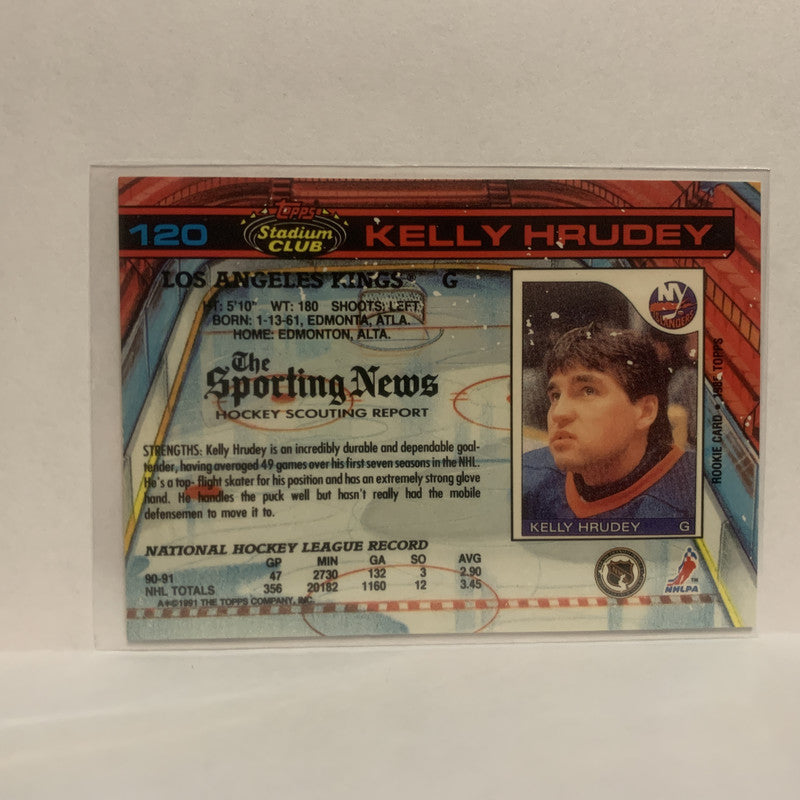 120
Topps
Stadium
CLUB
KELLY HRUDEY
LOS ANGELES KINGS G
HT: 5'10" WT: 180 SHOOTS: LEFT
BORN: 1-13-61, EDMONTA, ATLA.
HOME: EDMONTON, ALTA.
The
Sporting News
HOCKEY SCOUTING REPORT
STRENGTHS: Kelly Hrudey is an incredibly durable and dependable goal-
tender, having averaged 49 games over his first seven seasons in the NHL.
He's a top- flight skater for his position and has an extremely strong glove
hand. He handles the puck well but hasn't really had the mobile
defensemen to move it to.
NATIONAL HOCKEY LEAGUE RECORD
GP MIN GA SO AVG
90-91 47 2730 132 3 2.90
NHL TOTALS 356 20182 1160 12 3.45
A*©1991 THE TOPPS COMPANY, INC.
NY
ISLANDERS
KELLY HRUDEY G
ROOKIE CARD • 1985 TOPPS
NHLPA
TM